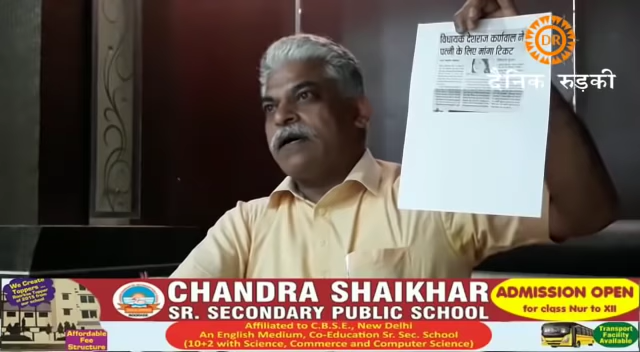 विधायक देशराज कर्णवाल ने
पत्नी के लिए मांगा टिकट
DR
दैनिक रुड़की
We Create
Toppers
CHANDRA SHAIKHAR
SR. SECONDARY PUBLIC SCHOOL
Affiliated to C.B.S.E., New Delhi
An English Medium, Co-Education Sr. Sec. School
(10+2 with Science, Commerce and Computer Science)
Affordable
Fee
Structure
ADMISSION OPEN
for class Nur to XII
Transport
Facility
Available